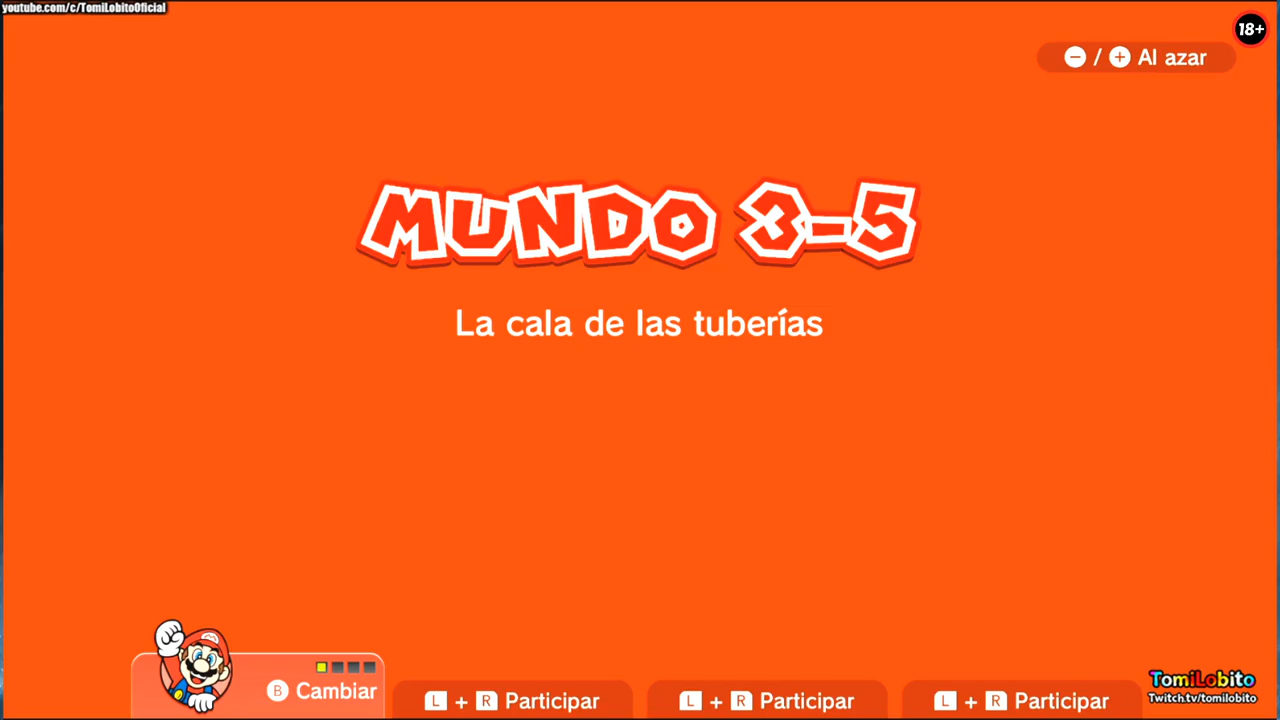 youtube.com/c/TomiLobitoOficial
18+
− / + Al azar
MUNDO 3-5
La cala de las tuberías
B Cambiar
L + R Participar
L + R Participar
L + R Participar
TomiLobito
Twitch.tv/tomilobito